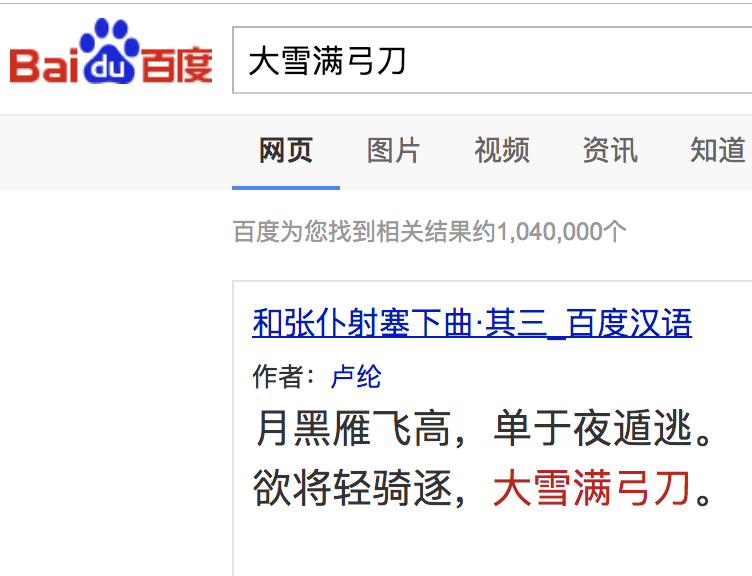 Bai du 百度
大雪满弓刀
网页 图片 视频 资讯 知道
百度为您找到相关结果约1,040,000个
和张仆射塞下曲·其三_百度汉语
作者：卢纶
月黑雁飞高，单于夜遁逃。
欲将轻骑逐，大雪满弓刀。